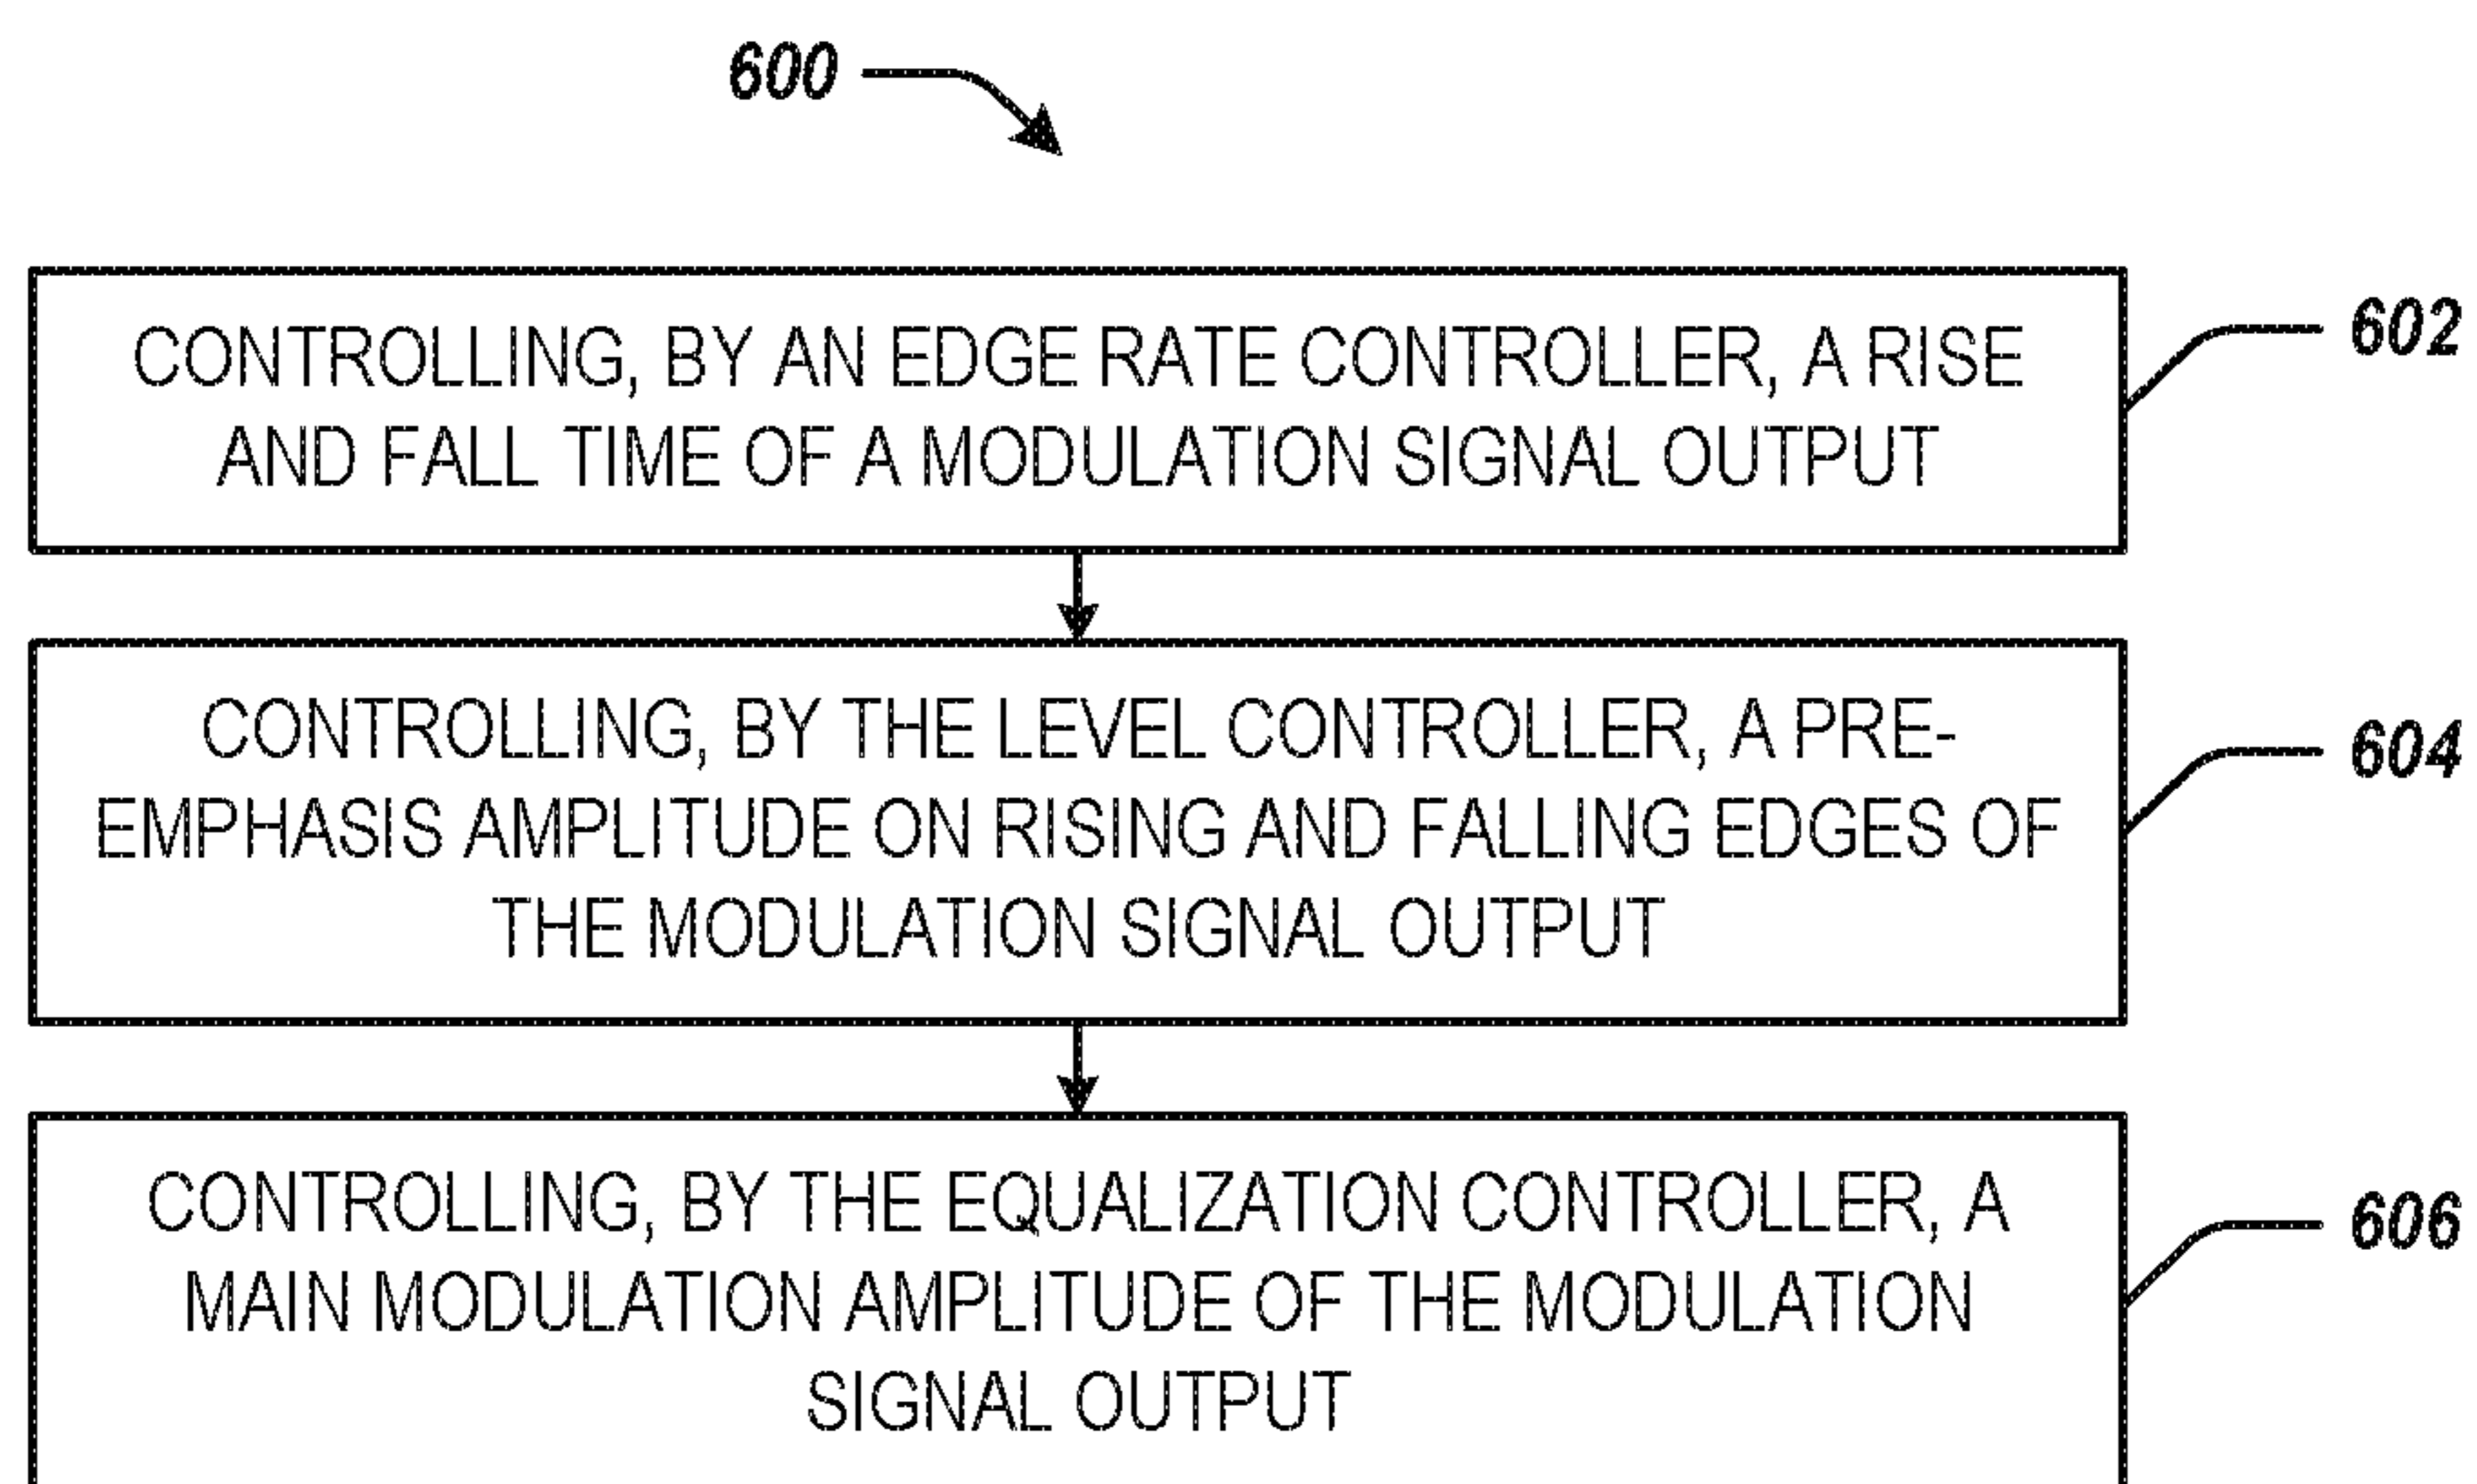 600
CONTROLLING, BY AN EDGE RATE CONTROLLER, A RISE
AND FALL TIME OF A MODULATION SIGNAL OUTPUT
602
CONTROLLING, BY THE LEVEL CONTROLLER, A PRE-
EMPHASIS AMPLITUDE ON RISING AND FALLING EDGES OF
THE MODULATION SIGNAL OUTPUT
604
CONTROLLING, BY THE EQUALIZATION CONTROLLER, A
MAIN MODULATION AMPLITUDE OF THE MODULATION
SIGNAL OUTPUT
606